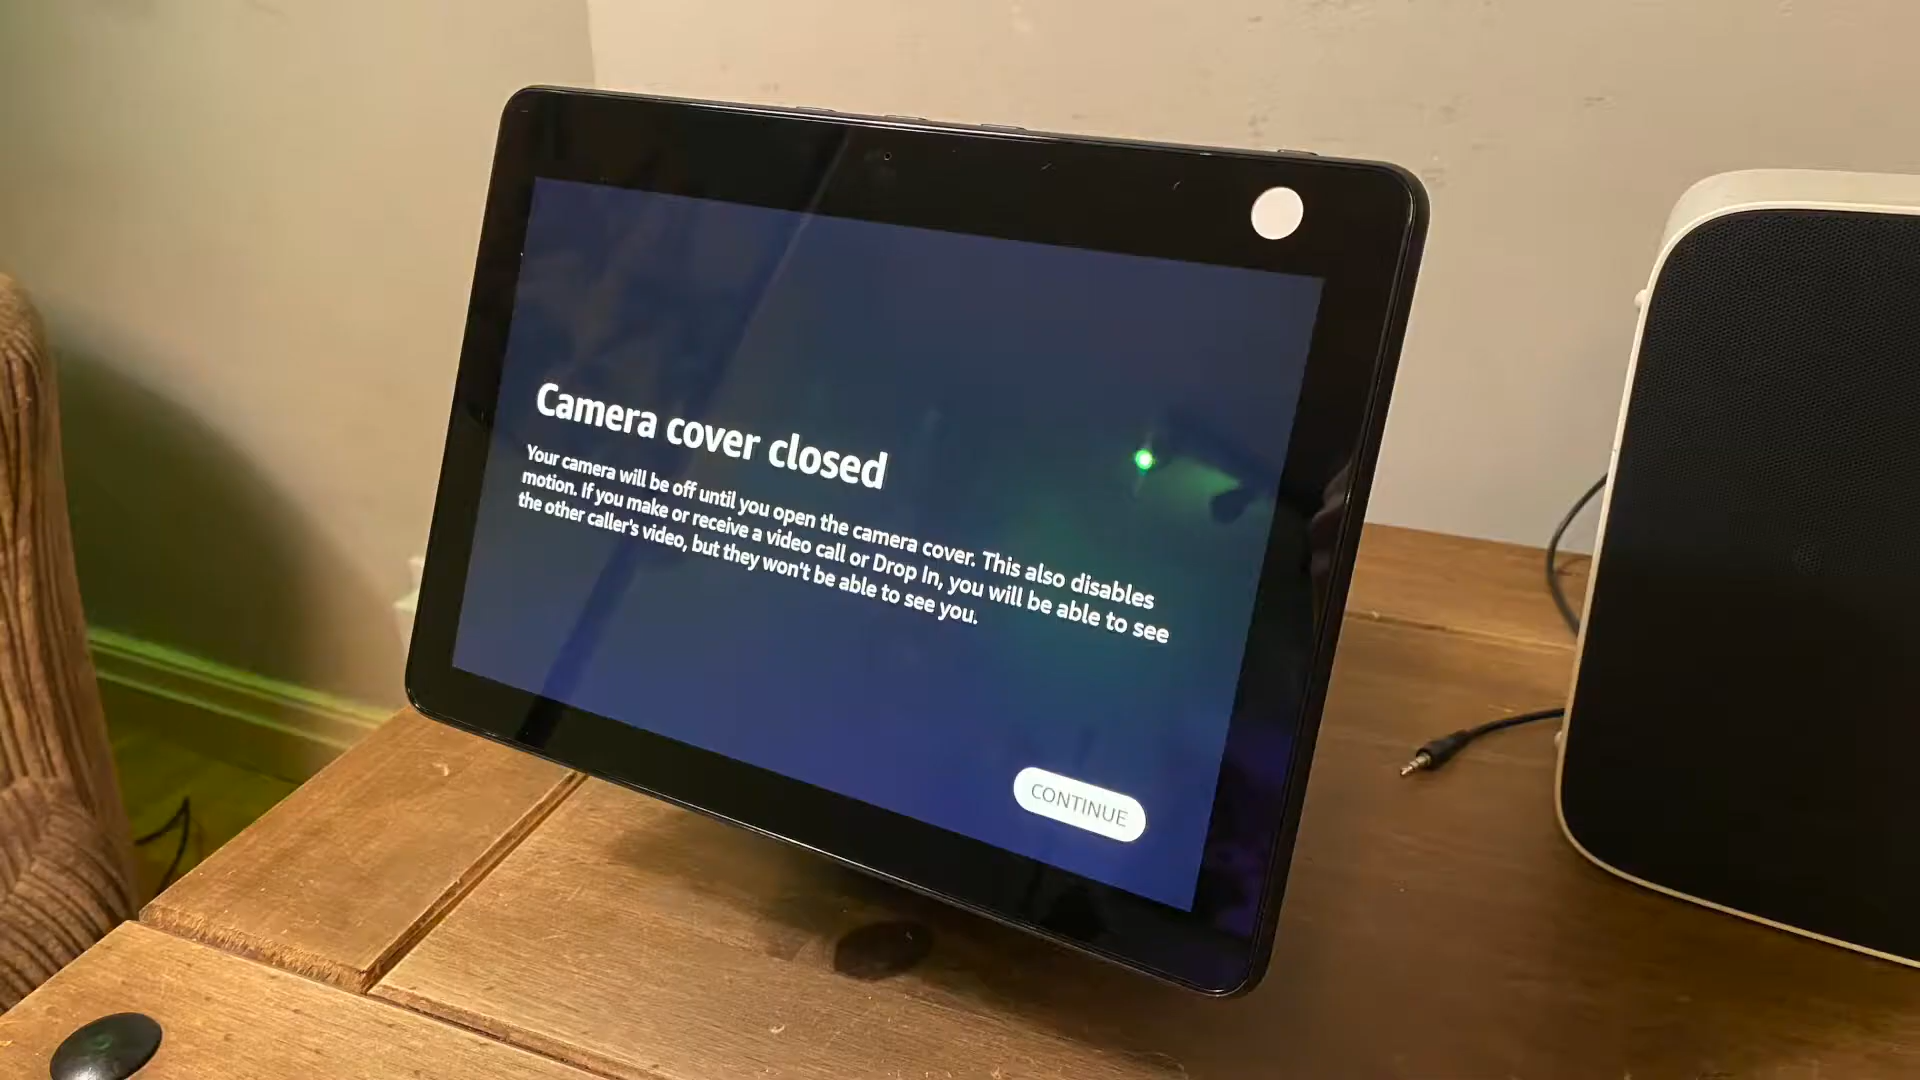 Camera cover closed
Your camera will be off until you open the camera cover. This also disables
motion. If you make or receive a video call or Drop In, you will be able to see
the other caller's video, but they won't be able to see you.
CONTINUE